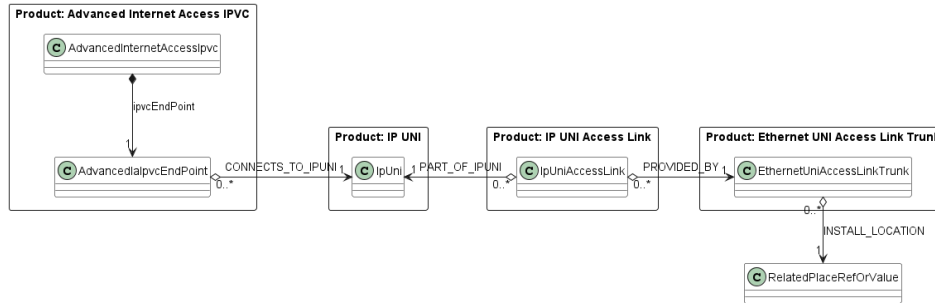 Product: Advanced Internet Access IPVC
C AdvancedInternetAccessIpvc
ipvcEndPoint
1
C AdvancedIaIpvcEndPoint
0..*
CONNECTS_TO_IPUNI
1
Product: IP UNI
C IpUni
1
PART_OF_IPUNI
0..*
Product: IP UNI Access Link
C IpUniAccessLink
0..*
PROVIDED_BY
1
Product: Ethernet UNI Access Link Trunk
C EthernetUniAccessLinkTrunk
0..*
INSTALL_LOCATION
1
C RelatedPlaceRefOrValue